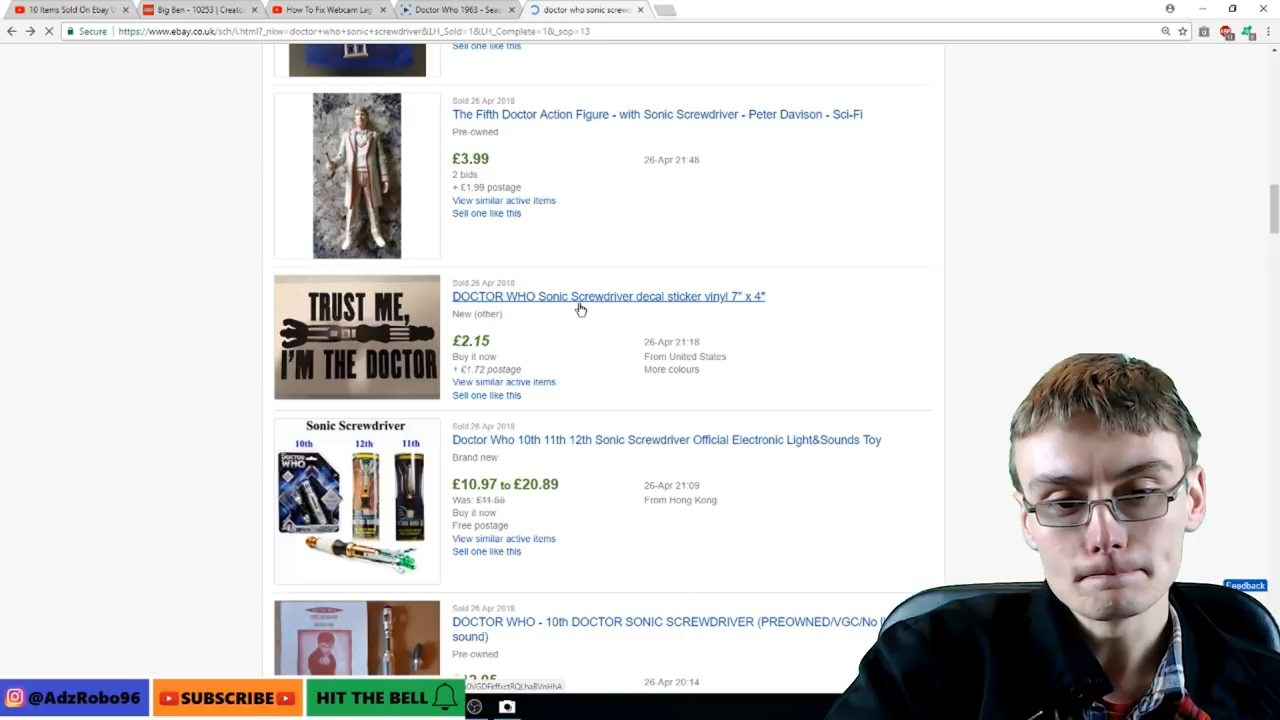 10 Items Sold On Ebay
Big Ben - 10253 | Creato
How To Fix Webcam Lag
Doctor Who 1963 - Seas
doctor who sonic screwd
Secure
https://www.ebay.co.uk/sch/i.html?_nkw=doctor+who+sonic+screwdriver&LH_Sold=1&LH_Complete=1&_sop=13
Sell one like this
Sold 26 Apr 2018
The Fifth Doctor Action Figure - with Sonic Screwdriver - Peter Davison - Sci-Fi
Pre-owned
£3.99 26-Apr 21:48
2 bids
+ £1.99 postage
View similar active items
Sell one like this
Sold 26 Apr 2018
DOCTOR WHO Sonic Screwdriver decal sticker vinyl 7" x 4"
New (other)
£2.15 26-Apr 21:18
Buy it now From United States
+ £1.72 postage More colours
View similar active items
Sell one like this
TRUST ME,
I'M THE DOCTOR
Sold 26 Apr 2018
Doctor Who 10th 11th 12th Sonic Screwdriver Official Electronic Light&Sounds Toy
Brand new
£10.97 to £20.89 26-Apr 21:09
Was: £11.55 From Hong Kong
Buy it now
Free postage
View similar active items
Sell one like this
Sonic Screwdriver
10th 12th 11th
DOCTOR WHO
Sold 26 Apr 2018
DOCTOR WHO - 10th DOCTOR SONIC SCREWDRIVER (PREOWNED/VGC/No
sound)
Pre-owned
26-Apr 20:14
Feedback
@AdzRobo96
SUBSCRIBE
HIT THE BELL